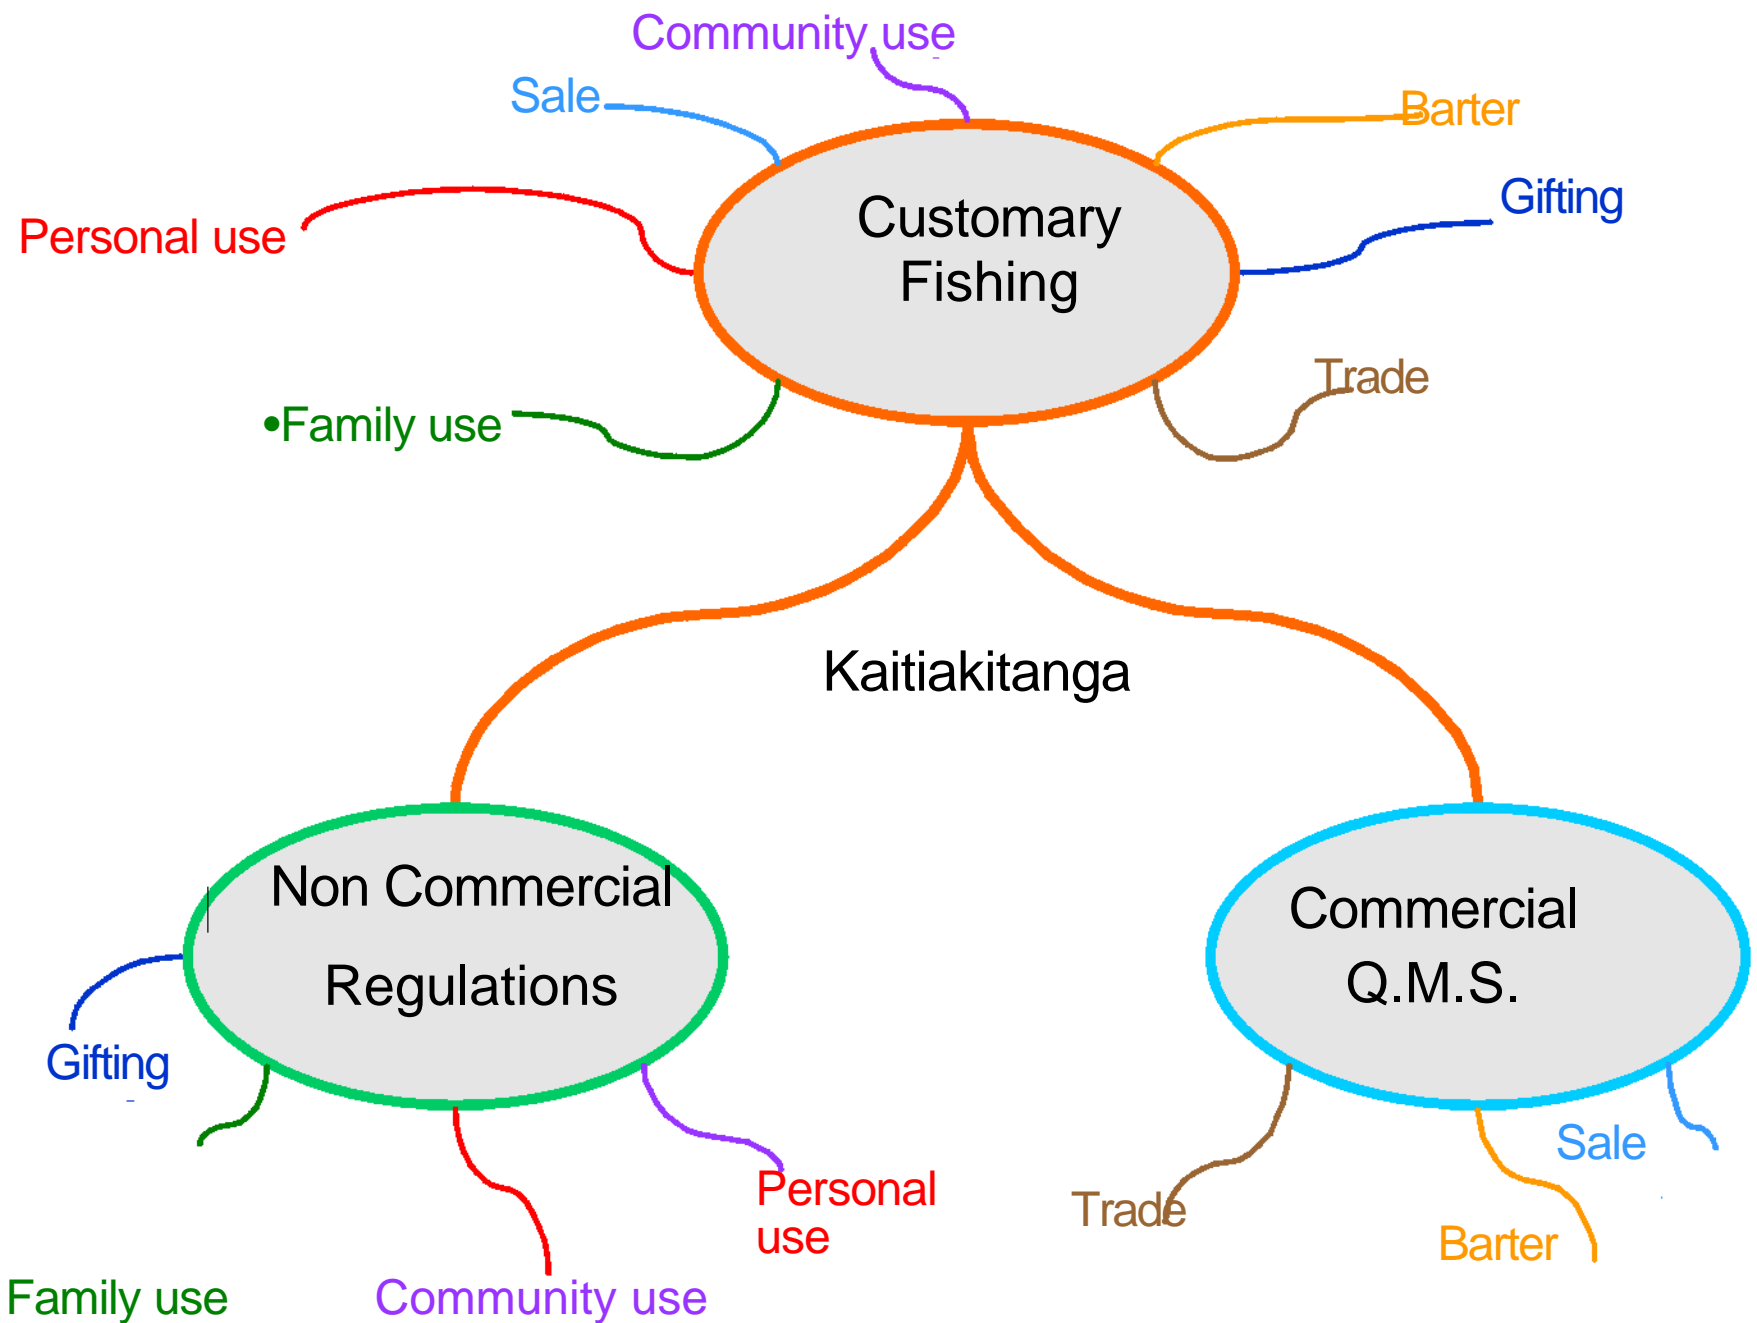 Community use
Sale
Barter
Gifting
Personal use
Customary
Fishing
Trade
•Family use
Kaitiakitanga
Non Commercial
Regulations
Commercial
Q.M.S.
Gifting
Sale
Personal
use
Trade
Barter
Family use
Community use